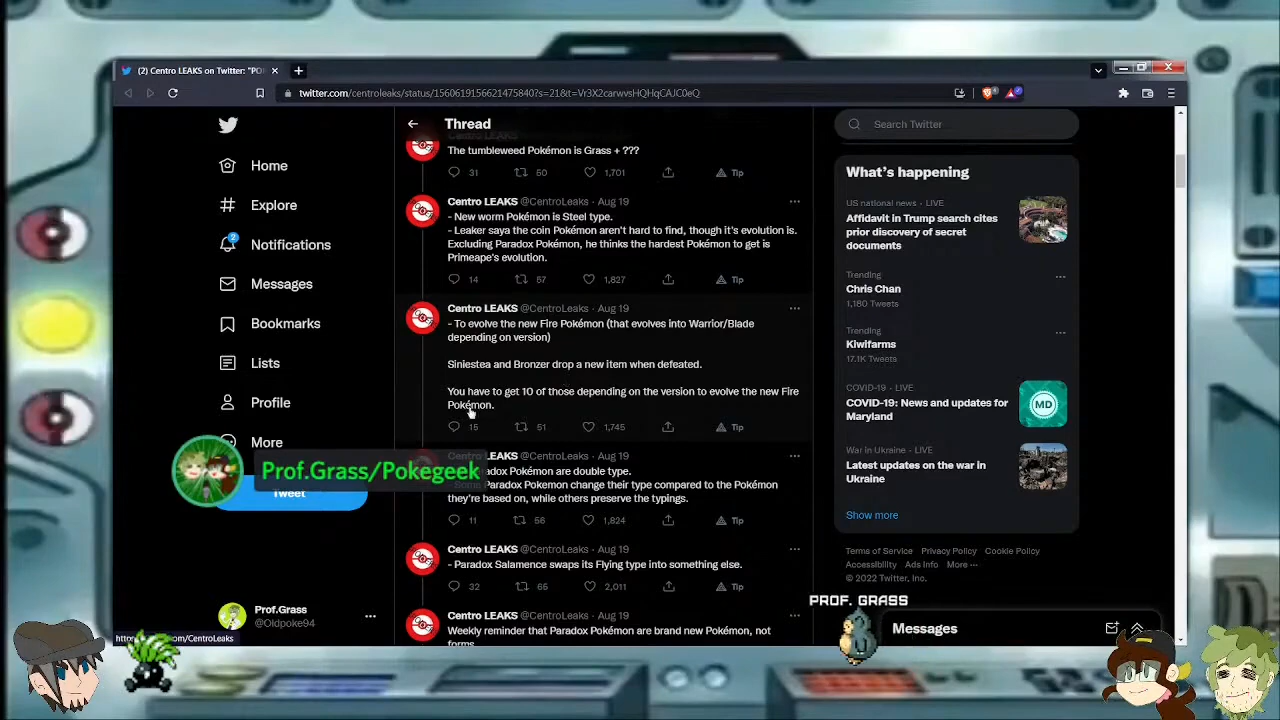 (2) Centro LEAKS on Twitter: "PO
twitter.com/centroleaks/status/1560619156621475840?s=21&t=Vr3X2carwvsHQHqCAJC0eQ
Home
Explore
2
Notifications
Messages
Bookmarks
Lists
Profile
More
Tweet
Prof.Grass/Pokegeek
Prof.Grass
@Oldpoke94
Thread
The tumbleweed Pokémon is Grass + ???
31 60 1,701 Tip
Centro LEAKS @CentroLeaks · Aug 19
- New worm Pokémon is Steel type.
- Leaker says the coin Pokémon aren't hard to find, though it's evolution is.
Excluding Paradox Pokémon, he thinks the hardest Pokémon to get is
Primeape's evolution.
14 57 1,827 Tip
Centro LEAKS @CentroLeaks · Aug 19
- To evolve the new Fire Pokémon (that evolves into Warrior/Blade
depending on version)
Siniestea and Bronzer drop a new item when defeated.
You have to get 10 of those depending on the version to evolve the new Fire
Pokémon.
15 51 1,745 Tip
Centro LEAKS @CentroLeaks · Aug 19
adox Pokémon are double type.
Some Paradox Pokemon change their type compared to the Pokémon
they're based on, while others preserve the typings.
11 56 1,824 Tip
Centro LEAKS @CentroLeaks · Aug 19
- Paradox Salamence swaps its Flying type into something else.
32 65 2,011 Tip
Centro LEAKS @CentroLeaks · Aug 19
Weekly reminder that Paradox Pokémon are brand new Pokémon, not
forms.
Search Twitter
What's happening
US national news · LIVE
Affidavit in Trump search cites
prior discovery of secret
documents
Trending
Chris Chan
1,180 Tweets
Trending
Kiwifarms
17.1K Tweets
COVID-19 · LIVE
COVID-19: News and updates for
Maryland
MD
War in Ukraine · LIVE
Latest updates on the war in
Ukraine
Show more
Terms of Service Privacy Policy Cookie Policy
Accessibility Ads Info More ···
© 2022 Twitter, Inc.
PROF. GRASS
Messages